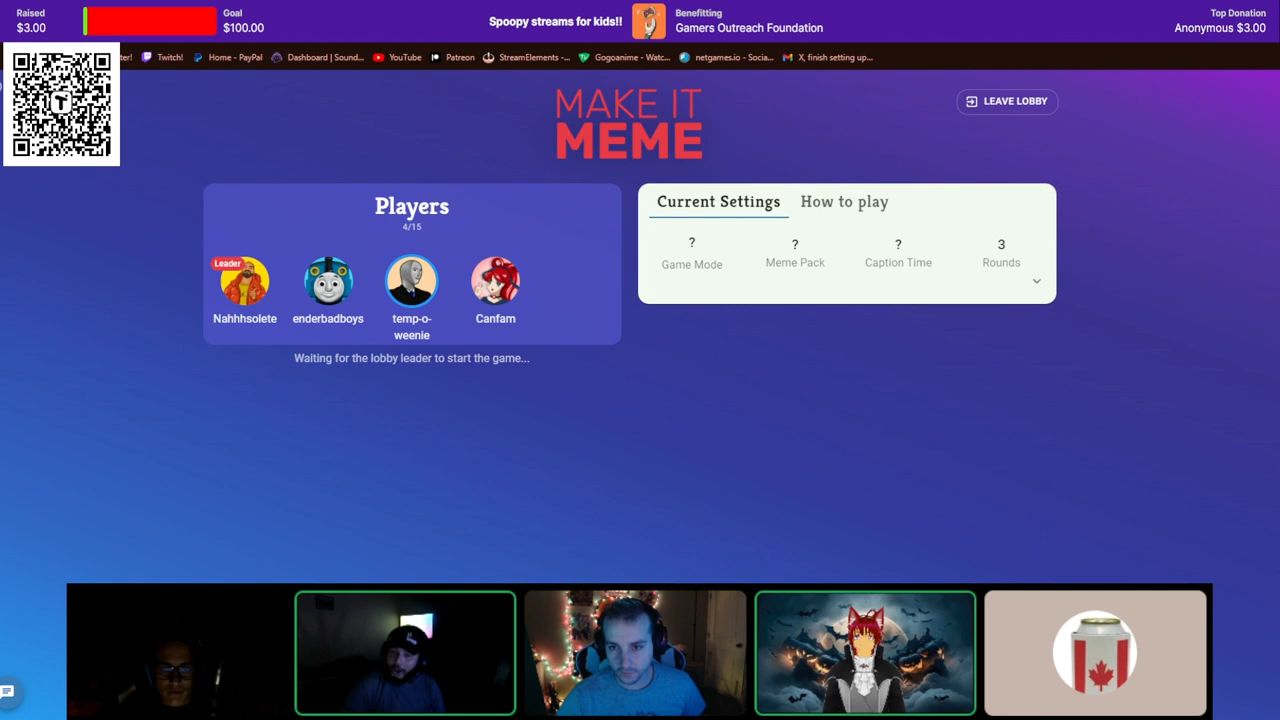 Raised
$3.00
Goal
$100.00
Spoopy streams for kids!!
Benefitting
Gamers Outreach Foundation
Top Donation
Anonymous $3.00
ter!
Twitch!
Home - PayPal
Dashboard | Sound...
YouTube
Patreon
StreamElements -...
Gogoanime - Watc...
netgames.io - Socia...
X, finish setting up...
MAKE IT
MEME
LEAVE LOBBY
Players
4/15
Leader
Nahhhsolete
enderbadboys
temp-o-
weenie
Canfam
Waiting for the lobby leader to start the game...
Current Settings
How to play
?
Game Mode
?
Meme Pack
?
Caption Time
3
Rounds